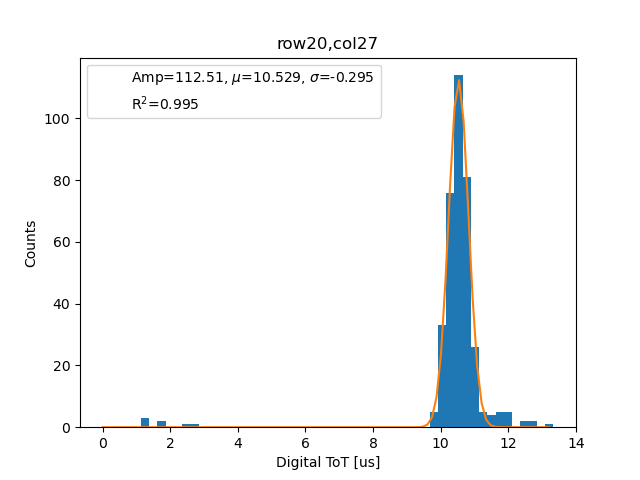 row20,col27
Amp=112.51, μ=10.529, σ=-0.295
R²=0.995
Counts
100
80
60
40
20
0
0 2 4 6 8 10 12 14
Digital ToT [us]